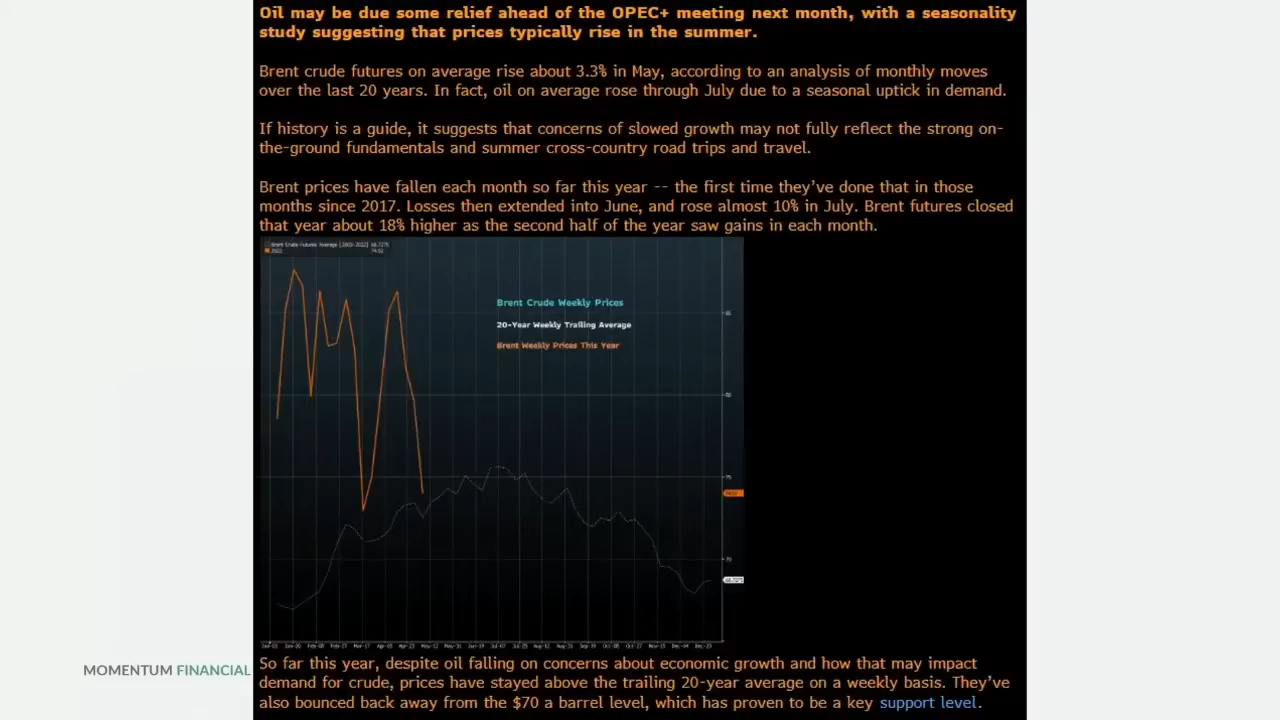 Oil may be due some relief ahead of the OPEC+ meeting next month, with a seasonality
study suggesting that prices typically rise in the summer.
Brent crude futures on average rise about 3.3% in May, according to an analysis of monthly moves
over the last 20 years. In fact, oil on average rose through July due to a seasonal uptick in demand.
If history is a guide, it suggests that concerns of slowed growth may not fully reflect the strong on-
the-ground fundamentals and summer cross-country road trips and travel.
Brent prices have fallen each month so far this year -- the first time they've done that in those
months since 2017. Losses then extended into June, and rose almost 10% in July. Brent futures closed
that year about 18% higher as the second half of the year saw gains in each month.
Brent Crude Futures Average
Brent Crude Weekly Prices
20-Year Weekly Trailing Average
Brent Weekly Prices This Year
85
80
75
70
MOMENTUM FINANCIAL
So far this year, despite oil falling on concerns about economic growth and how that may impact
demand for crude, prices have stayed above the trailing 20-year average on a weekly basis. They've
also bounced back away from the $70 a barrel level, which has proven to be a key support level.